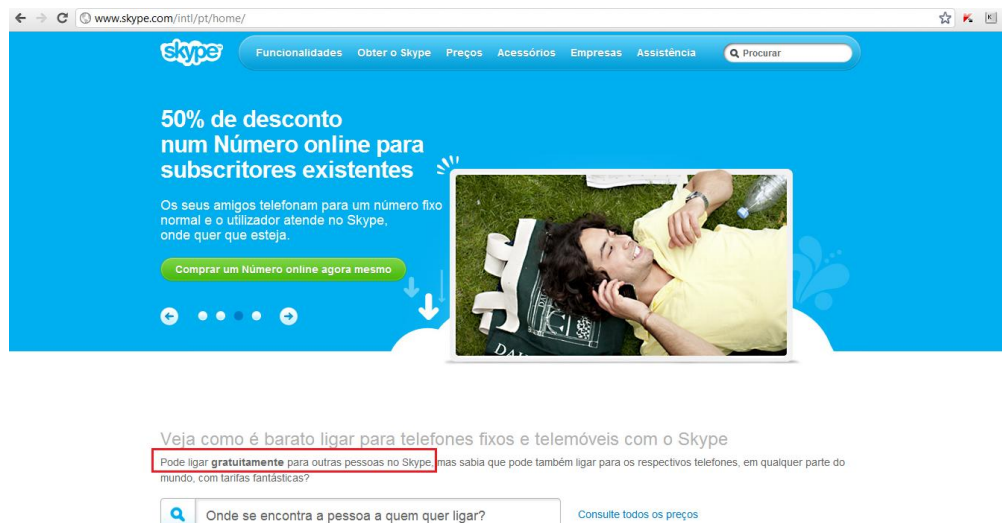 www.skype.com/intl/pt/home/
skype
Funcionalidades Obter o Skype Preços Acessórios Empresas Assistência Procurar
50% de desconto
num Número online para
subscritores existentes
Os seus amigos telefonam para um número fixo
normal e o utilizador atende no Skype,
onde quer que esteja.
Comprar um Número online agora mesmo
Veja como é barato ligar para telefones fixos e telemóveis com o Skype
Pode ligar gratuitamente para outras pessoas no Skype, mas sabia que pode também ligar para os respectivos telefones, em qualquer parte do
mundo, com tarifas fantásticas?
Onde se encontra a pessoa a quem quer ligar?
Consulte todos os preços